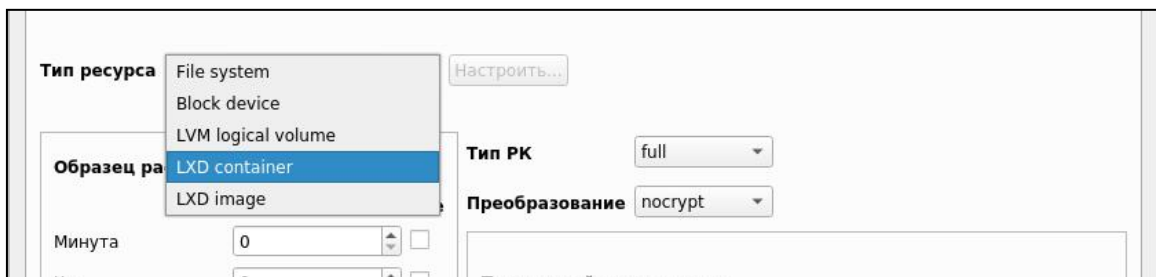 Тип ресурса File system Настроить...
Block device
LVM logical volume
LXD container
LXD image
Образец ра
Тип РК full
е Преобразование nocrypt
Минута 0